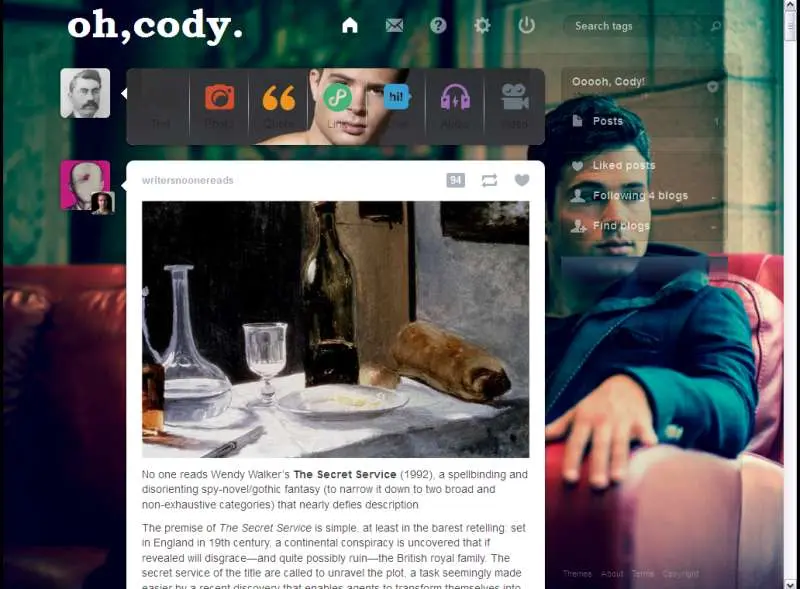 oh,cody.
Search tags
Text
Photo
Quote
Link
hi!
Chat
Audio
Video
Ooooh, Cody!
Posts 1
Liked posts
Following 4 blogs
Find blogs
writersnoonereads
94
No one reads Wendy Walker's The Secret Service (1992), a spellbinding and
disorienting spy-novel/gothic fantasy (to narrow it down to two broad and
non-exhaustive categories) that nearly defies description.
The premise of The Secret Service is simple, at least in the barest retelling: set
in England in 19th century, a continental conspiracy is uncovered that if
revealed will disgrace—and quite possibly ruin—the British royal family. The
secret service of the title are called to unravel the plot, a task seemingly made
easier by a recent discovery that enables agents to transform themselves into
Themes About Terms Copyright